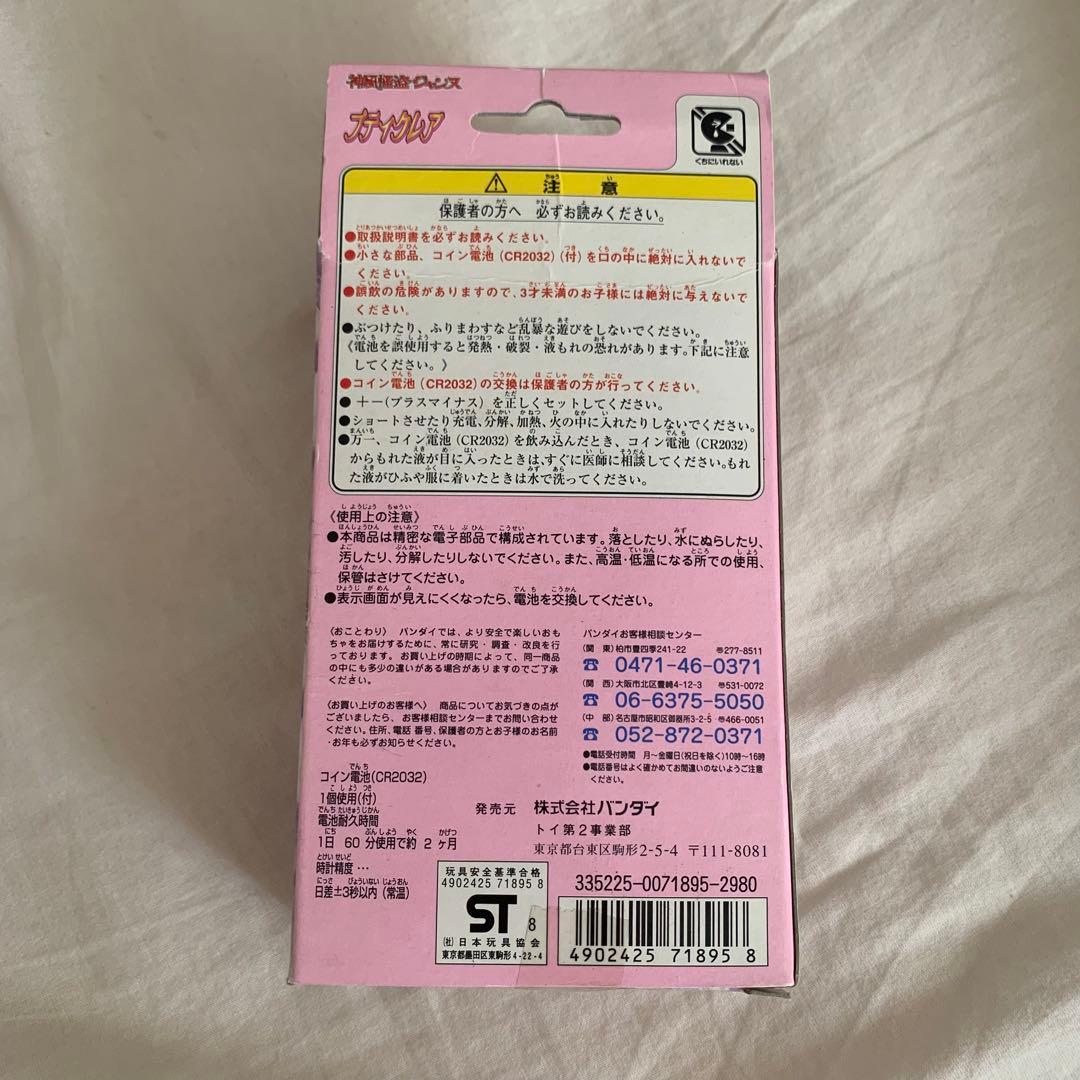 神風怪盗ジャンヌ
プティクレア
くちにいれない
注意
保護者の方へ 必ずお読みください。
●取扱説明書を必ずお読みください。
●小さな部品、コイン電池(CR2032)(付)を口の中に絶対に入れないで
ください。
●誤飲の危険がありますので、3才未満のお子様には絶対に与えないで
ください。
●ぶつけたり、ふりまわすなど乱暴な遊びをしないでください。
《電池を誤使用すると発熱・破裂・液もれの恐れがあります。下記に注意
してください。》
●コイン電池(CR2032)の交換は保護者の方が行ってください。
●+-(プラスマイナス)を正しくセットしてください。
●ショートさせたり充電、分解、加熱、火の中に入れたりしないでください。
●万一、コイン電池(CR2032)を飲み込んだとき、コイン電池(CR2032)
からもれた液が目に入ったときは、すぐに医師に相談してください。もれ
た液がひふや服に着いたときは水で洗ってください。
《使用上の注意》
●本商品は精密な電子部品で構成されています。落としたり、水にぬらしたり、
汚したり、分解したりしないでください。また、高温・低温になる所での使用、
保管はさけてください。
●表示画面が見えにくくなったら、電池を交換してください。
〈おことわり〉 バンダイでは、より安全で楽しいおも
ちゃをお届けするために、常に研究・調査・改良を行
っております。お買い上げの時期によって、同一商品
の中にも多少の違いがある場合がありますのでご了承
ください。
〈お買い上げのお客様へ〉 商品についてお気づきの点が
ございましたら、お客様相談センターまでお問い合わせ
ください。住所、電話番号、保護者の方とお子様のお名前
・お年も必ずお知らせください。
バンダイお客様相談センター
(関 東)柏市豊四季241-22 〒277-8511
☎ 0471-46-0371
(関 西)大阪市北区豊崎4-12-3 〒531-0072
☎ 06-6375-5050
(中 部)名古屋市昭和区御器所3-2-5 〒466-0051
☎ 052-872-0371
●電話受付時間 月~金曜日(祝日を除く)10時~16時
●電話番号はよく確かめてお間違いのないようご注意
ください。
コイン電池(CR2032)
1個使用(付)
電池耐久時間
1日 60 分使用で約 2 ヶ月
時計精度…
日差±3秒以内(常温)
発売元 株式会社バンダイ
トイ第2事業部
東京都台東区駒形2-5-4 〒111-8081
玩具安全基準合格
4902425 71895 8
ST 8
(社)日本玩具協会
東京都墨田区東駒形4-22-4
335225-0071895-2980
4902425 71895 8